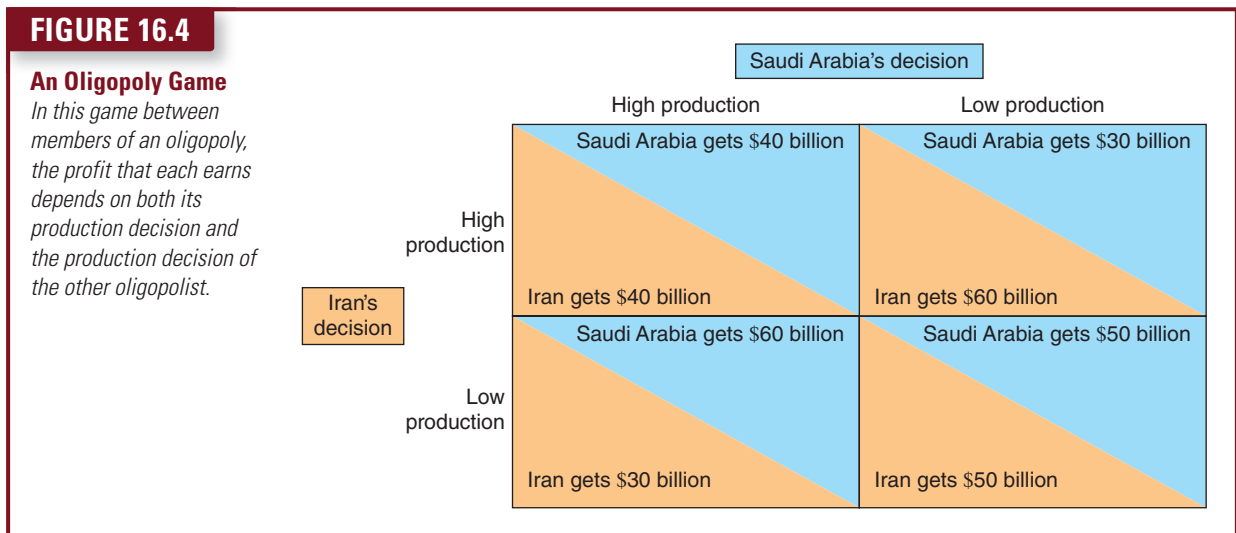 FIGURE 16.4
An Oligopoly Game
In this game between
members of an oligopoly,
the profit that each earns
depends on both its
production decision and
the production decision of
the other oligopolist.
Saudi Arabia's decision
High production
Low production
Iran's
decision
High
production
Saudi Arabia gets $40 billion
Iran gets $40 billion
Saudi Arabia gets $30 billion
Iran gets $60 billion
Low
production
Saudi Arabia gets $60 billion
Iran gets $30 billion
Saudi Arabia gets $50 billion
Iran gets $50 billion